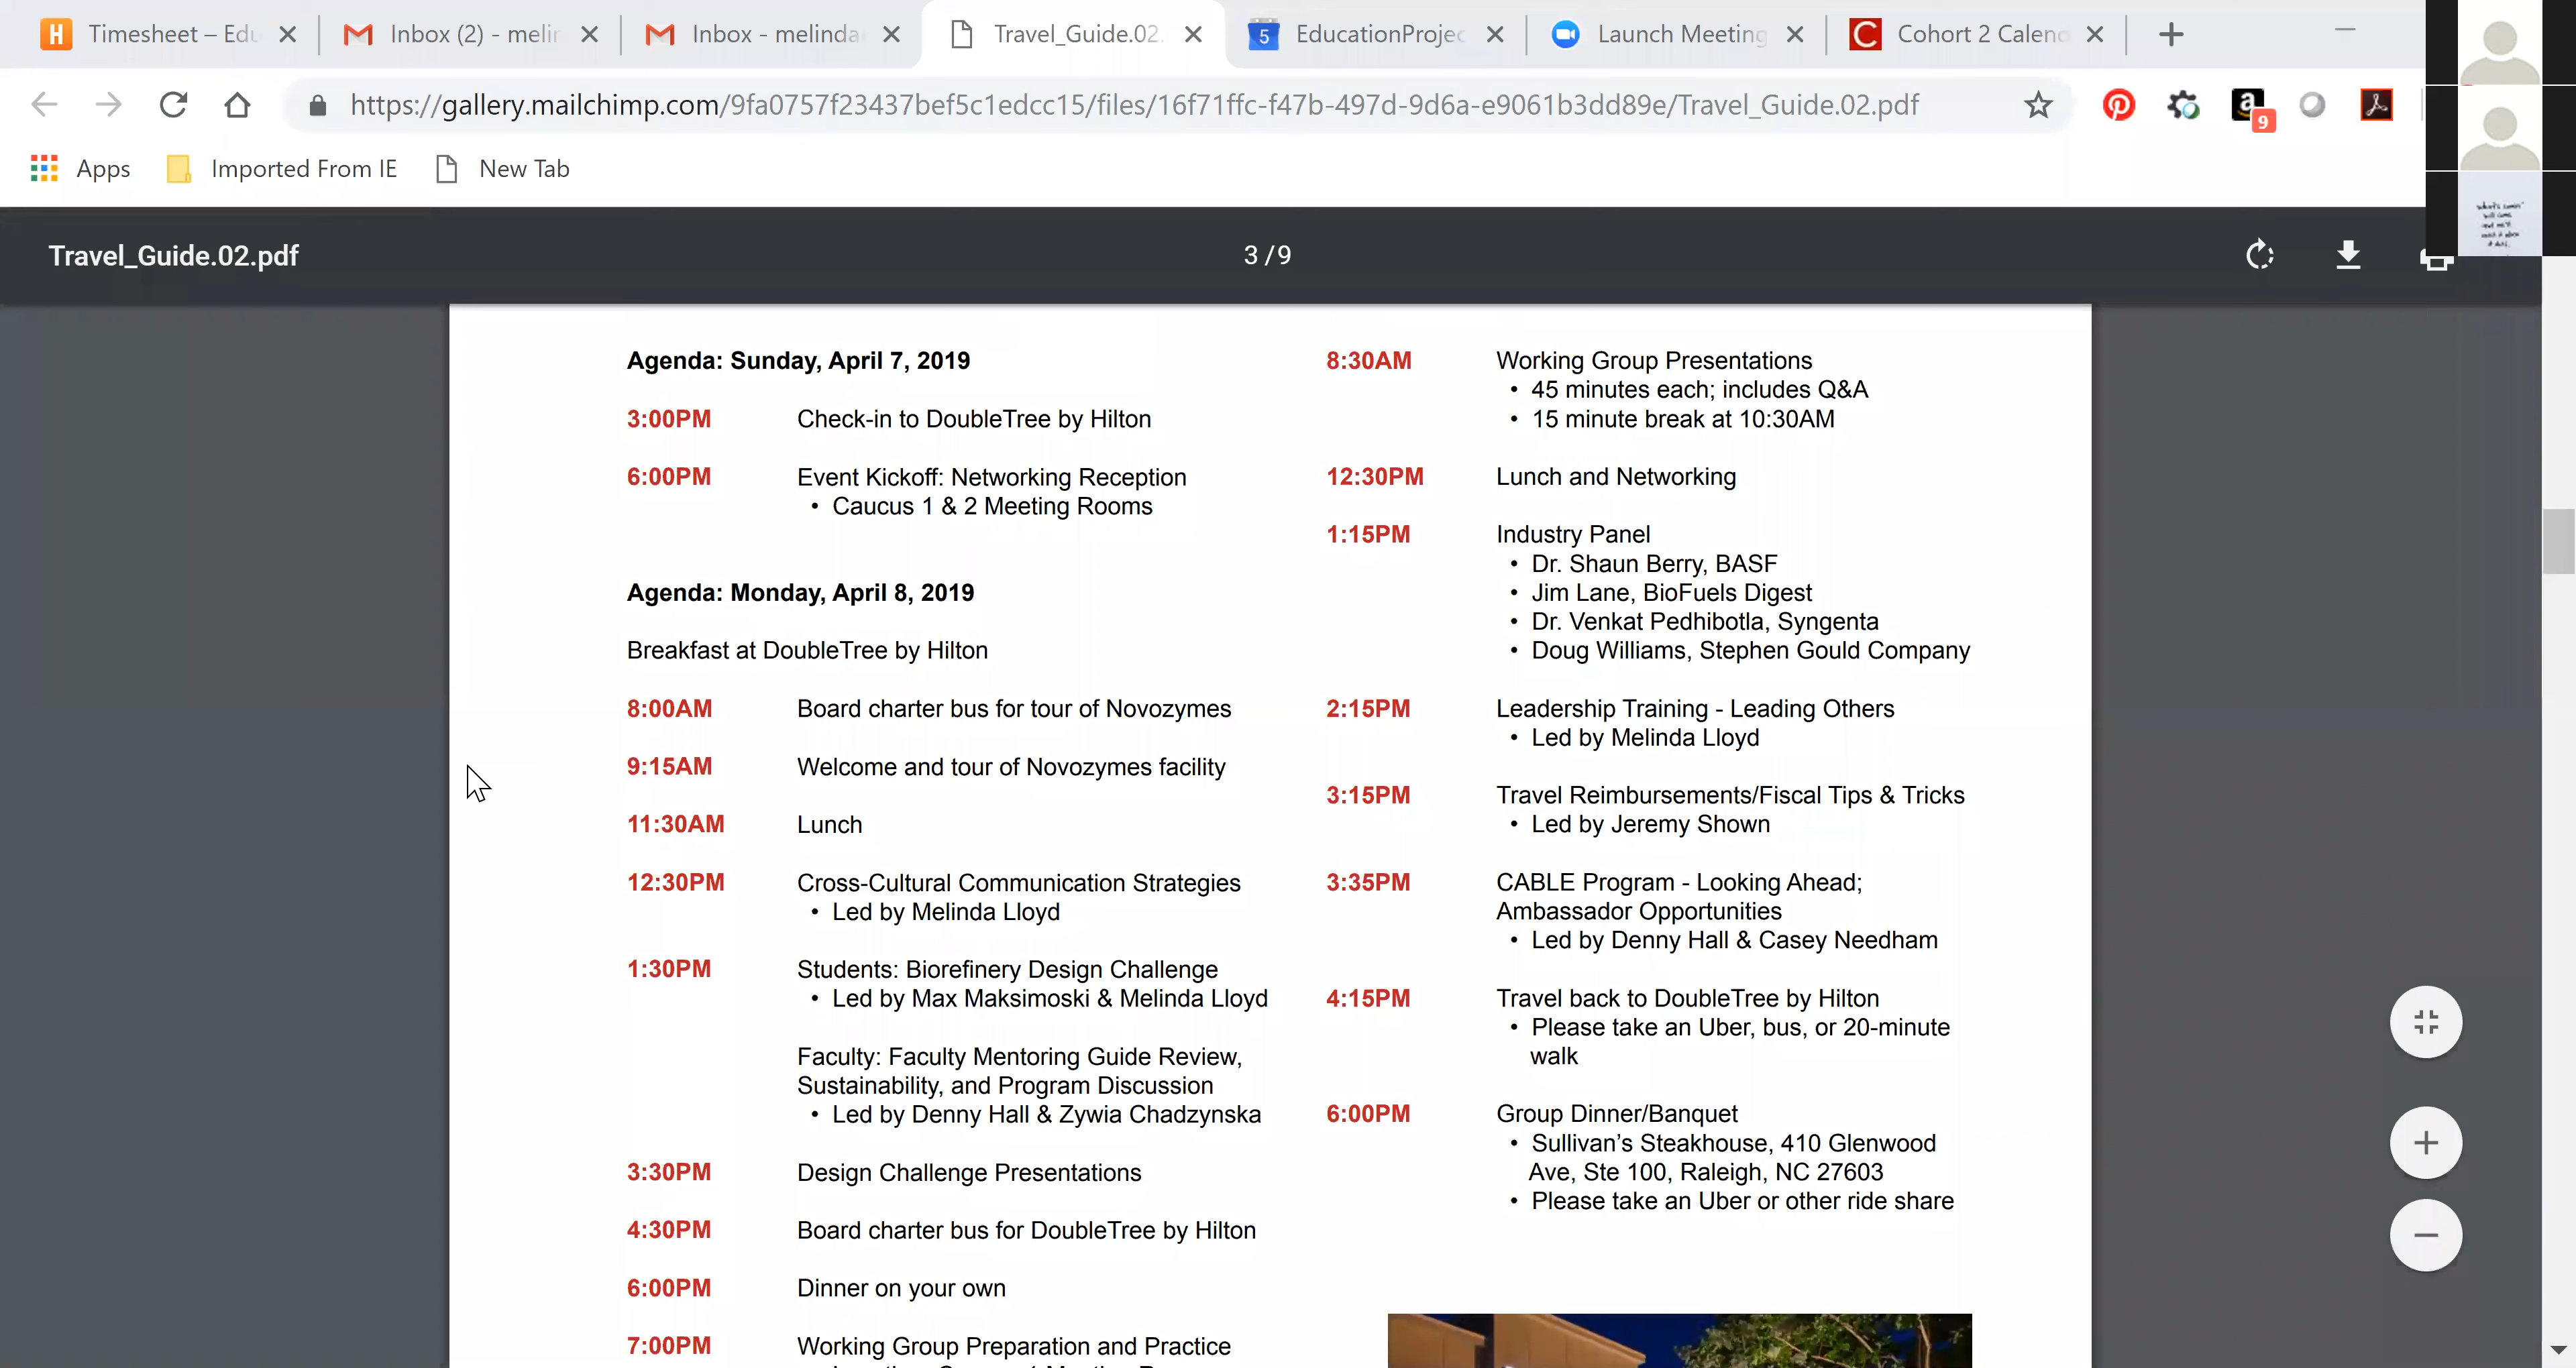 Timesheet – Edu
Inbox (2) - melin
Inbox - melinda
Travel_Guide.02.
5
EducationProjec
Launch Meeting
Cohort 2 Calend
https://gallery.mailchimp.com/9fa0757f23437bef5c1edcc15/files/16f71ffc-f47b-497d-9d6a-e9061b3dd89e/Travel_Guide.02.pdf
9
Apps
Imported From IE
New Tab
Travel_Guide.02.pdf
3 / 9
Agenda: Sunday, April 7, 2019
3:00PM Check-in to DoubleTree by Hilton
6:00PM Event Kickoff: Networking Reception
• Caucus 1 & 2 Meeting Rooms
Agenda: Monday, April 8, 2019
Breakfast at DoubleTree by Hilton
8:00AM Board charter bus for tour of Novozymes
9:15AM Welcome and tour of Novozymes facility
11:30AM Lunch
12:30PM Cross-Cultural Communication Strategies
• Led by Melinda Lloyd
1:30PM Students: Biorefinery Design Challenge
• Led by Max Maksimoski & Melinda Lloyd
Faculty: Faculty Mentoring Guide Review,
Sustainability, and Program Discussion
• Led by Denny Hall & Zywia Chadzynska
3:30PM Design Challenge Presentations
4:30PM Board charter bus for DoubleTree by Hilton
6:00PM Dinner on your own
7:00PM Working Group Preparation and Practice
8:30AM Working Group Presentations
• 45 minutes each; includes Q&A
• 15 minute break at 10:30AM
12:30PM Lunch and Networking
1:15PM Industry Panel
• Dr. Shaun Berry, BASF
• Jim Lane, BioFuels Digest
• Dr. Venkat Pedhibotla, Syngenta
• Doug Williams, Stephen Gould Company
2:15PM Leadership Training - Leading Others
• Led by Melinda Lloyd
3:15PM Travel Reimbursements/Fiscal Tips & Tricks
• Led by Jeremy Shown
3:35PM CABLE Program - Looking Ahead;
Ambassador Opportunities
• Led by Denny Hall & Casey Needham
4:15PM Travel back to DoubleTree by Hilton
• Please take an Uber, bus, or 20-minute
walk
6:00PM Group Dinner/Banquet
• Sullivan's Steakhouse, 410 Glenwood
Ave, Ste 100, Raleigh, NC 27603
• Please take an Uber or other ride share